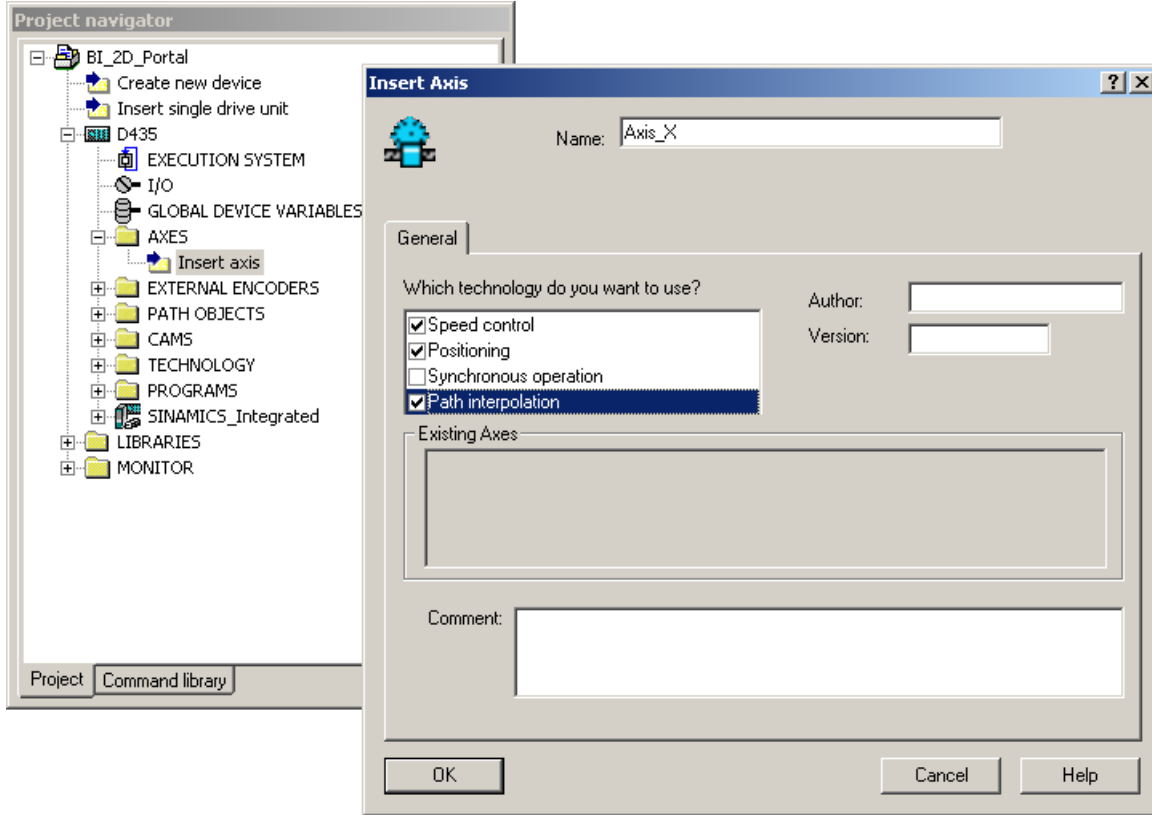 Project navigator
BI_2D_Portal
Create new device
Insert single drive unit
D435
EXECUTION SYSTEM
I/O
GLOBAL DEVICE VARIABLES
AXES
Insert axis
EXTERNAL ENCODERS
PATH OBJECTS
CAMS
TECHNOLOGY
PROGRAMS
SINAMICS_Integrated
LIBRARIES
MONITOR
Project
Command library
Insert Axis
Name:
Axis_X
General
Which technology do you want to use?
Speed control
Positioning
Synchronous operation
Path interpolation
Author:
Version:
Existing Axes
Comment:
OK
Cancel
Help